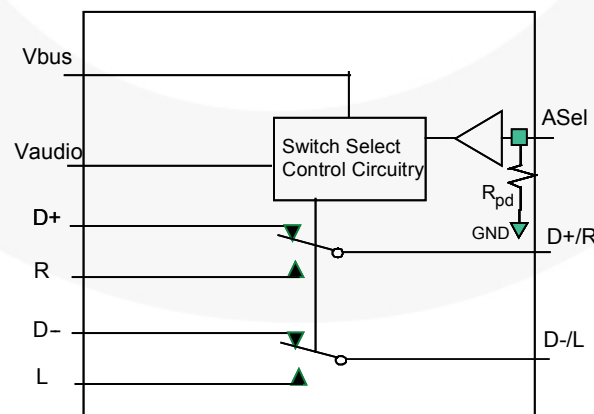 Vbus
ASel
Switch Select
Control Circuitry
Vaudio
Rpd
D+
GND
D+/R
R
D−
D-/L
L